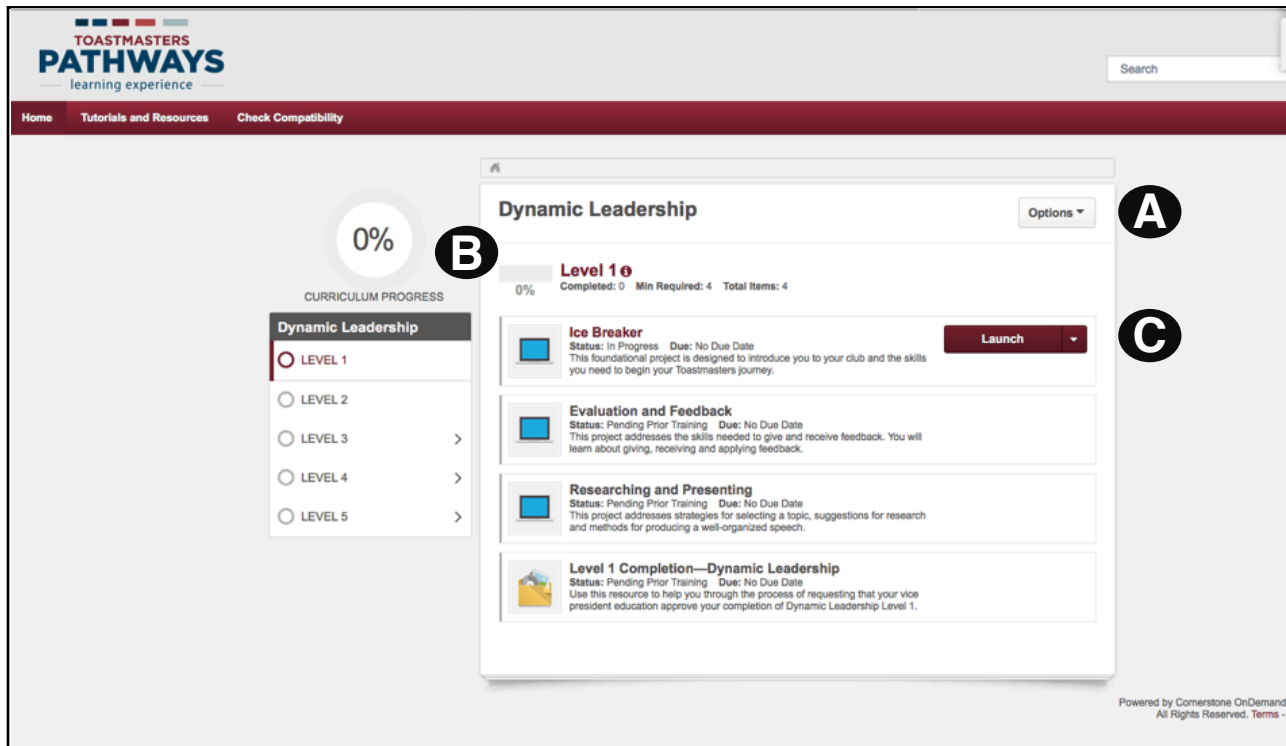 TOASTMASTERS
PATHWAYS
learning experience
Search
Home Tutorials and Resources Check Compatibility
Dynamic Leadership
Options
A
0%
B
CURRICULUM PROGRESS
Level 1
0%
Completed: 0 Min Required: 4 Total Items: 4
Dynamic Leadership
LEVEL 1
LEVEL 2
LEVEL 3
LEVEL 4
LEVEL 5
Ice Breaker
Status: In Progress Due: No Due Date
This foundational project is designed to introduce you to your club and the skills
you need to begin your Toastmasters journey.
Launch
C
Evaluation and Feedback
Status: Pending Prior Training Due: No Due Date
This project addresses the skills needed to give and receive feedback. You will
learn about giving, receiving and applying feedback.
Researching and Presenting
Status: Pending Prior Training Due: No Due Date
This project addresses strategies for selecting a topic, suggestions for research
and methods for producing a well-organized speech.
Level 1 Completion—Dynamic Leadership
Status: Pending Prior Training Due: No Due Date
Use this resource to help you through the process of requesting that your vice
president education approve your completion of Dynamic Leadership Level 1.
Powered by Cornerstone OnDemand
All Rights Reserved. Terms -